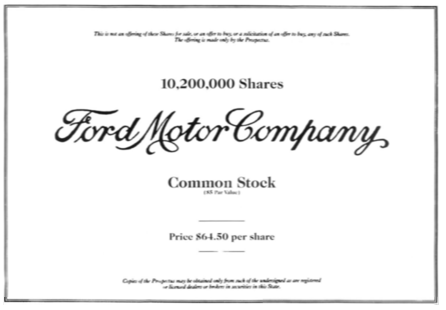 This is not an offering of these Shares for sale, or an offer to buy, or a solicitation of an offer to buy, any of such Shares.
The offering is made only by the Prospectus.
10,200,000 Shares
Ford Motor Company
Common Stock
($5 Par Value)
Price $64.50 per share
Copies of the Prospectus may be obtained only from such of the undersigned as are registered
or licensed dealers or brokers in securities in this State.